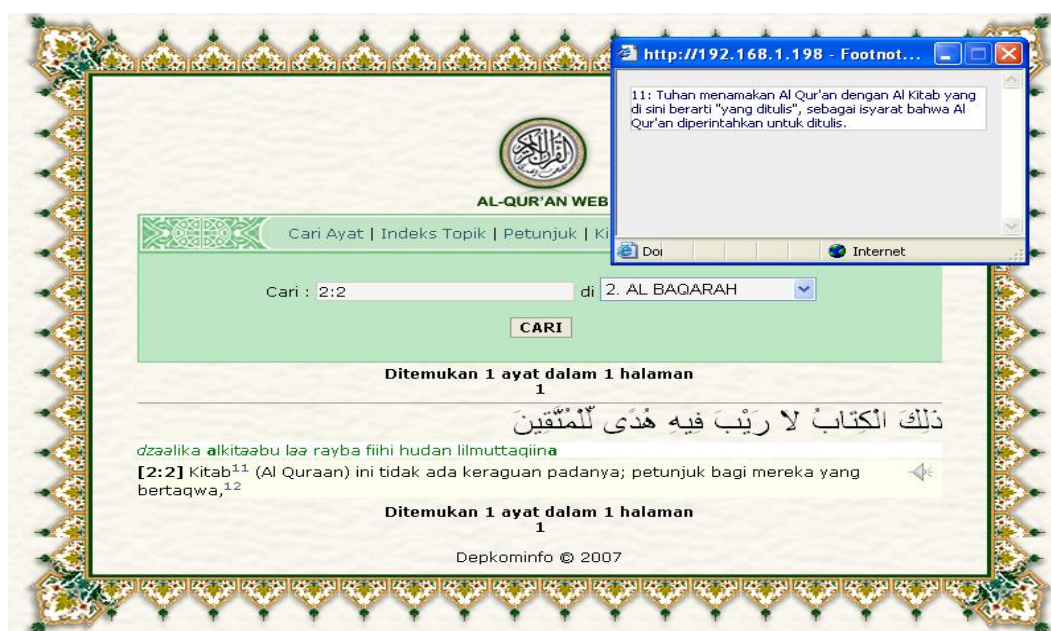 http://192.168.1.198 - Footnot...
11: Tuhan menamakan Al Qur'an dengan Al Kitab yang
di sini berarti "yang ditulis", sebagai isyarat bahwa Al
Qur'an diperintahkan untuk ditulis.
Doi
Internet
AL-QUR'AN WEB
Cari Ayat | Indeks Topik | Petunjuk | Ki
Cari : 2:2 di 2. AL BAQARAH
CARI
Ditemukan 1 ayat dalam 1 halaman
1
ذَلِكَ الْكِتَابُ لا رَيْبَ فِيهِ هُدًى لِّلْمُتَّقِينَ
dzaalika alkitaabu laa rayba fiihi hudan lilmuttaqiina
[2:2] Kitab¹¹ (Al Quraan) ini tidak ada keraguan padanya; petunjuk bagi mereka yang
bertaqwa,¹²
Ditemukan 1 ayat dalam 1 halaman
1
Depkominfo © 2007